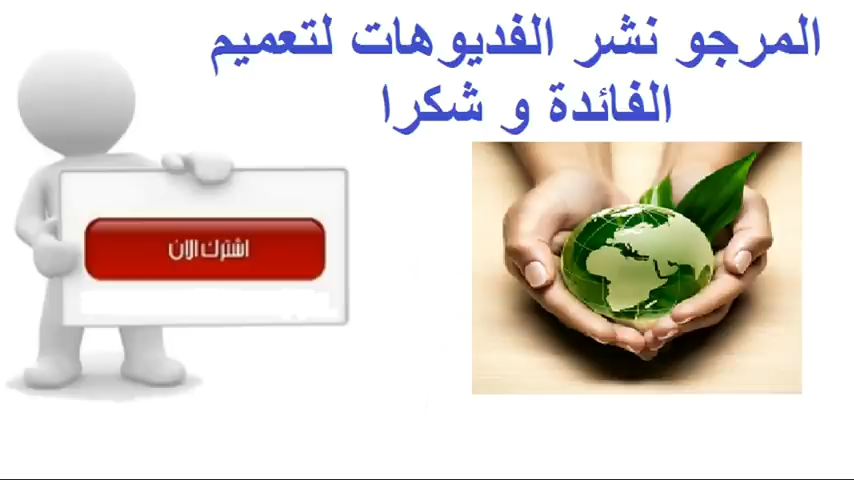 المرجو نشر الفديوهات لتعميم
الفائدة و شكرا
اشترك الان